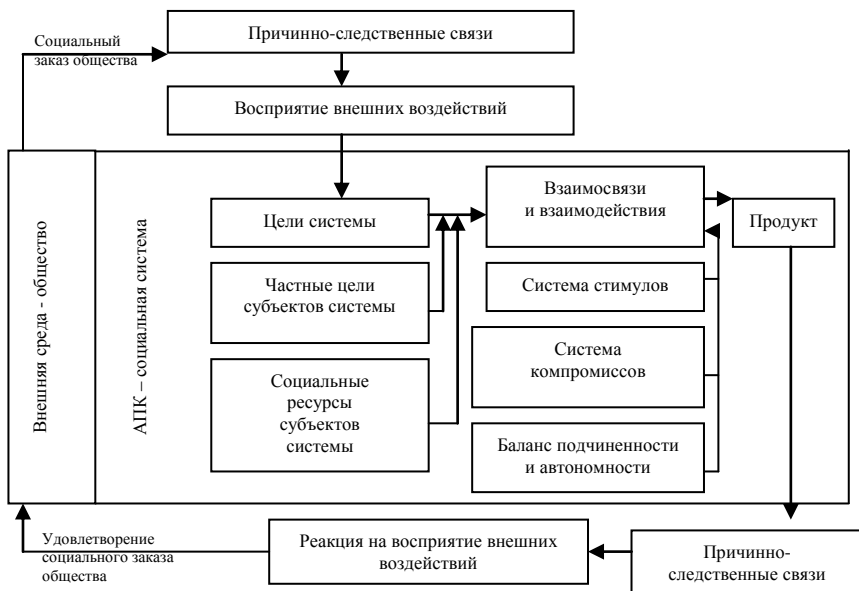 Социальный
заказ общества
Причинно-следственные связи
Восприятие внешних воздействий
Внешняя среда - общество
АПК – социальная система
Цели системы
Частные цели
субъектов системы
Социальные
ресурсы
субъектов
системы
Взаимосвязи
и взаимодействия
Система стимулов
Система
компромиссов
Баланс подчиненности
и автономности
Продукт
Удовлетворение
социального заказа
общества
Реакция на восприятие внешних
воздействий
Причинно-
следственные связи